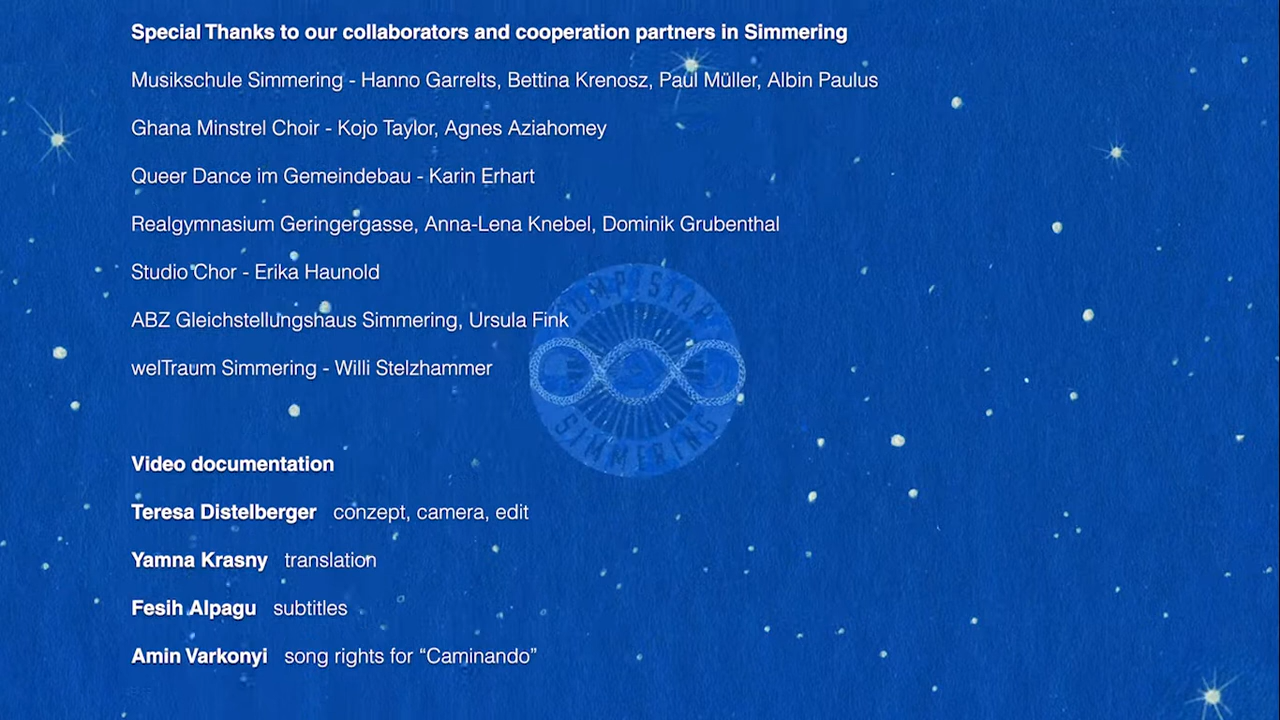 Special Thanks to our collaborators and cooperation partners in Simmering
Musikschule Simmering - Hanno Garrelts, Bettina Krenosz, Paul Müller, Albin Paulus
Ghana Minstrel Choir - Kojo Taylor, Agnes Aziahomey
Queer Dance im Gemeindebau - Karin Erhart
Realgymnasium Geringergasse, Anna-Lena Knebel, Dominik Grubenthal
Studio Chor - Erika Haunold
ABZ Gleichstellungshaus Simmering, Ursula Fink
welTraum Simmering - Willi Stelzhammer
JUMP!STAR
SIMMERING
Video documentation
Teresa Distelberger conzept, camera, edit
Yamna Krasny translation
Fesih Alpagu subtitles
Amin Varkonyi song rights for “Caminando”